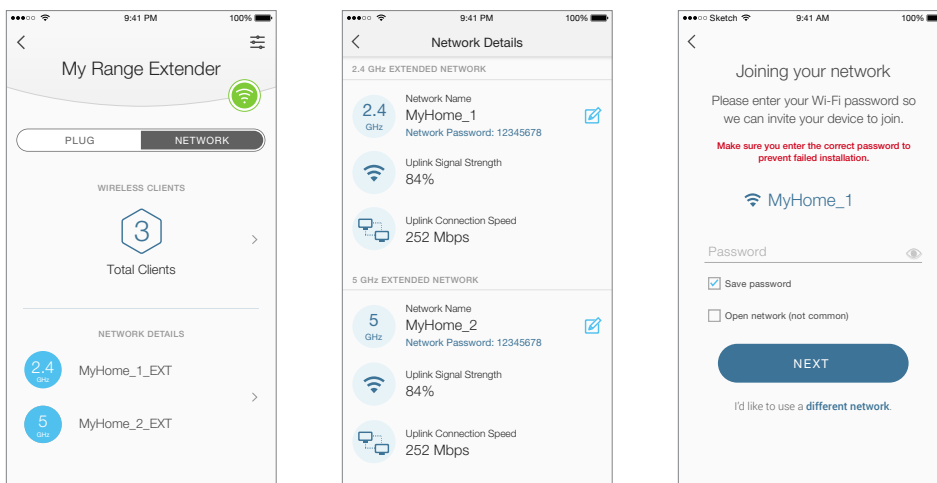 9:41 PM
100%
My Range Extender
PLUG
NETWORK
WIRELESS CLIENTS
3
Total Clients
NETWORK DETAILS
2.4
GHz
MyHome_1_EXT
5
GHz
MyHome_2_EXT
9:41 PM
100%
Network Details
2.4 GHz EXTENDED NETWORK
2.4
GHz
Network Name
MyHome_1
Network Password: 12345678
Uplink Signal Strength
84%
Uplink Connection Speed
252 Mbps
5 GHz EXTENDED NETWORK
5
GHz
Network Name
MyHome_2
Network Password: 12345678
Uplink Signal Strength
84%
Uplink Connection Speed
252 Mbps
Sketch
9:41 AM
100%
Joining your network
Please enter your Wi-Fi password so
we can invite your device to join.
Make sure you enter the correct password to
prevent failed installation.
MyHome_1
Password
Save password
Open network (not common)
NEXT
I'd like to use a different network.